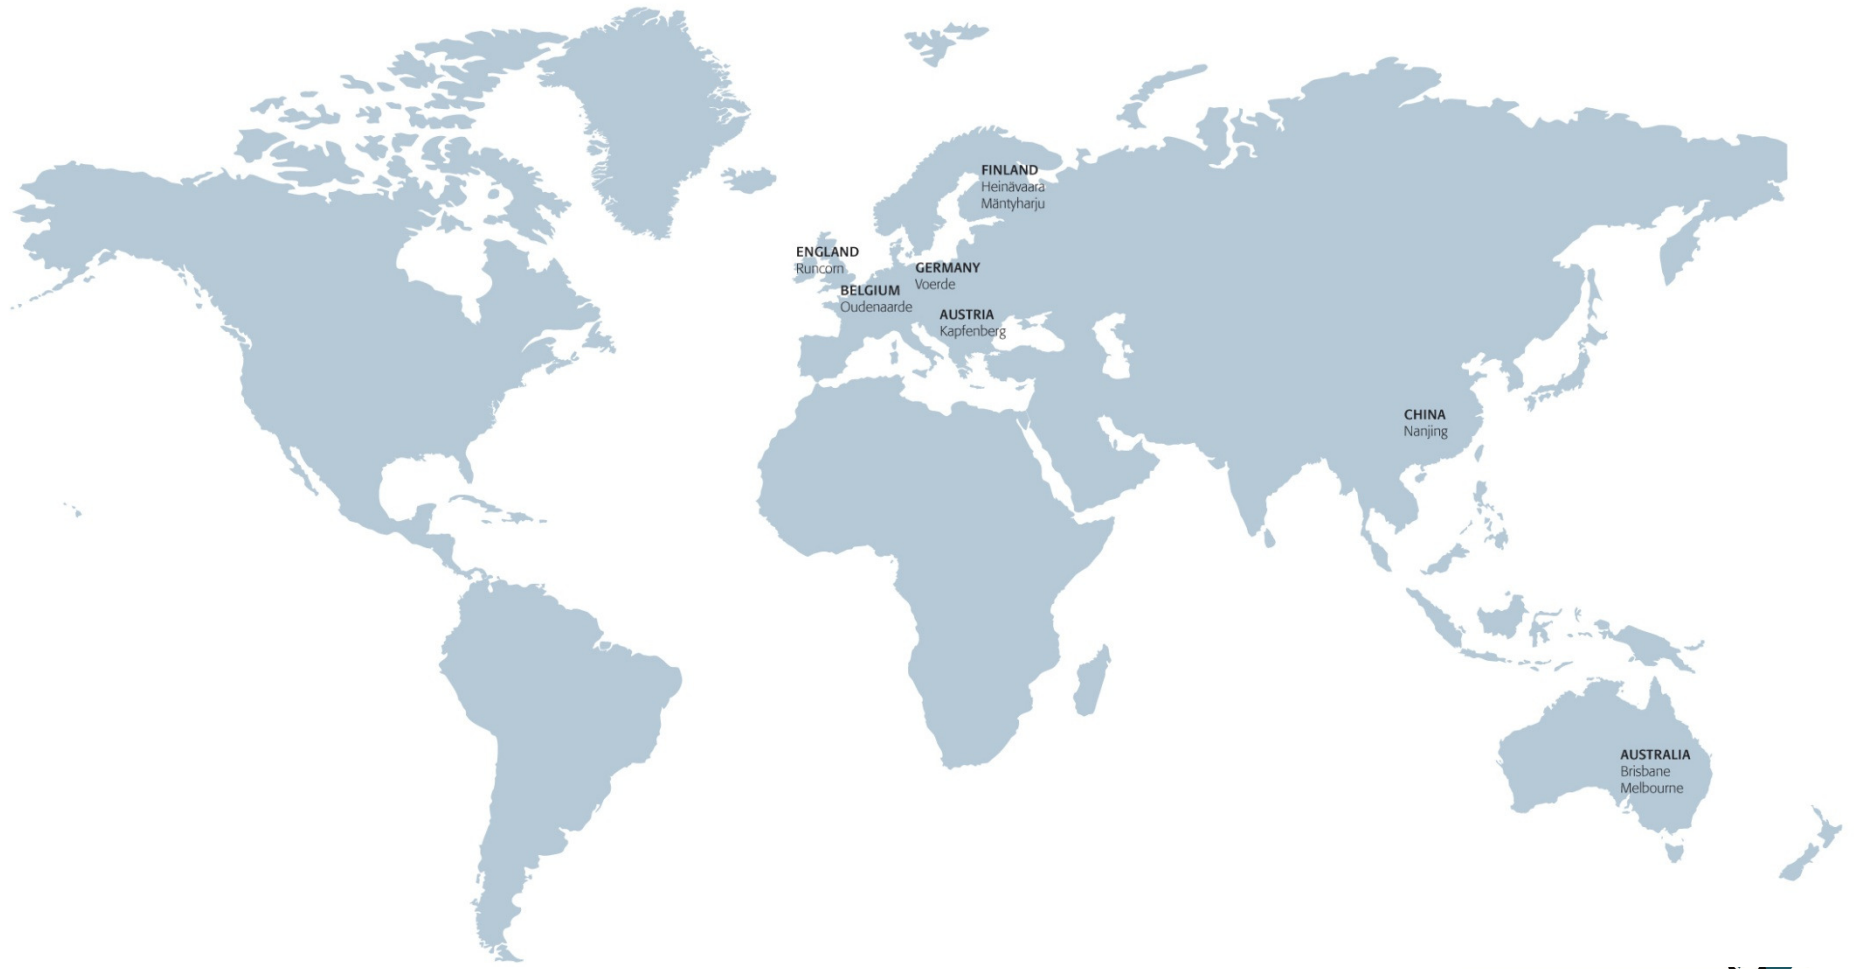 FINLAND
Heinävaara
Mäntyharju
ENGLAND
Runcorn
GERMANY
Voerde
BELGIUM
Oudenaarde
AUSTRIA
Kapfenberg
CHINA
Nanjing
AUSTRALIA
Brisbane
Melbourne